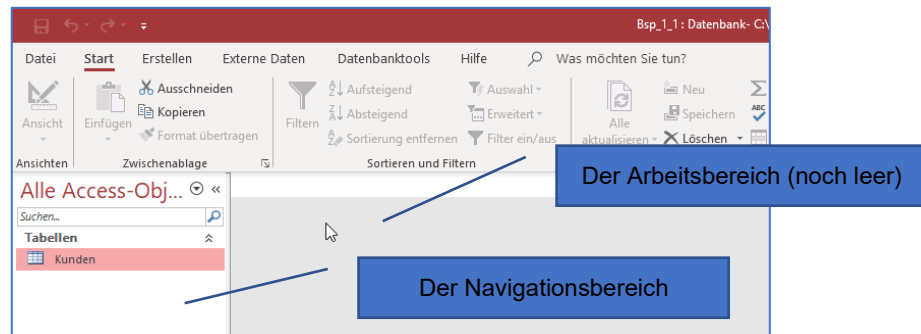 Bsp_1_1 : Datenbank- C:\
Datei Start Erstellen Externe Daten Datenbanktools Hilfe Was möchten Sie tun?
Ansicht
Einfügen
Ausschneiden
Kopieren
Format übertragen
Filtern
Aufsteigend
Absteigend
Sortierung entfernen
Auswahl
Erweitert
Filter ein/aus
Alle
aktualisieren
Neu
Speichern
Löschen
Ansichten Zwischenablage Sortieren und Filtern
Der Arbeitsbereich (noch leer)
Alle Access-Obj...
Suchen...
Tabellen
Kunden
Der Navigationsbereich